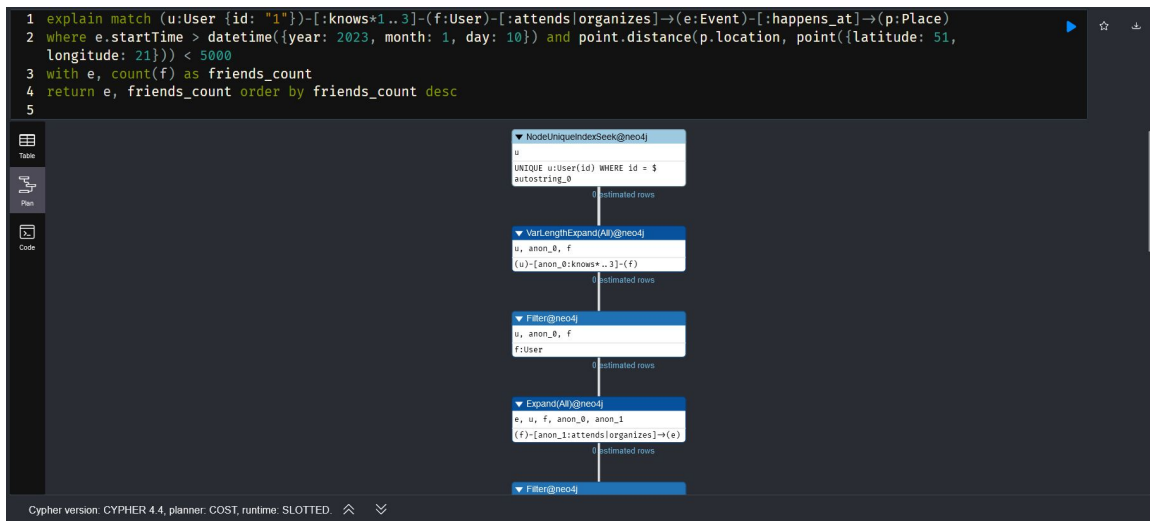 1 explain match (u:User {id: "1"})-[:knows*1..3]-(f:User)-[:attends|organizes]→(e:Event)-[:happens_at]→(p:Place)
2 where e.startTime > datetime({year: 2023, month: 1, day: 10}) and point.distance(p.location, point({latitude: 51,
longitude: 21})) < 5000
3 with e, count(f) as friends_count
4 return e, friends_count order by friends_count desc
5
Table
Plan
Code
NodeUniqueIndexSeek@neo4j
u
UNIQUE u:User(id) WHERE id = $
autostring_0
0 estimated rows
VarLengthExpand(All)@neo4j
u, anon_0, f
(u)-[anon_0:knows*..3]-(f)
0 estimated rows
Filter@neo4j
u, anon_0, f
f:User
0 estimated rows
Expand(All)@neo4j
e, u, f, anon_0, anon_1
(f)-[anon_1:attends|organizes]→(e)
0 estimated rows
Filter@neo4j
Cypher version: CYPHER 4.4, planner: COST, runtime: SLOTTED.